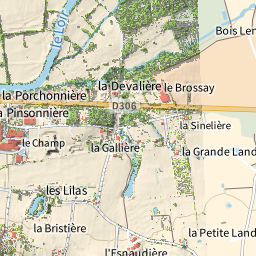 le Loir
Bois Len
la Devalière
le Brossay
la Porchonnière
D306
la Pinsonnière
la Sinelière
le Champ
la Gallière
la Grande Land
les Lilas
la Bristière
la Petite Land
l'Espaudière